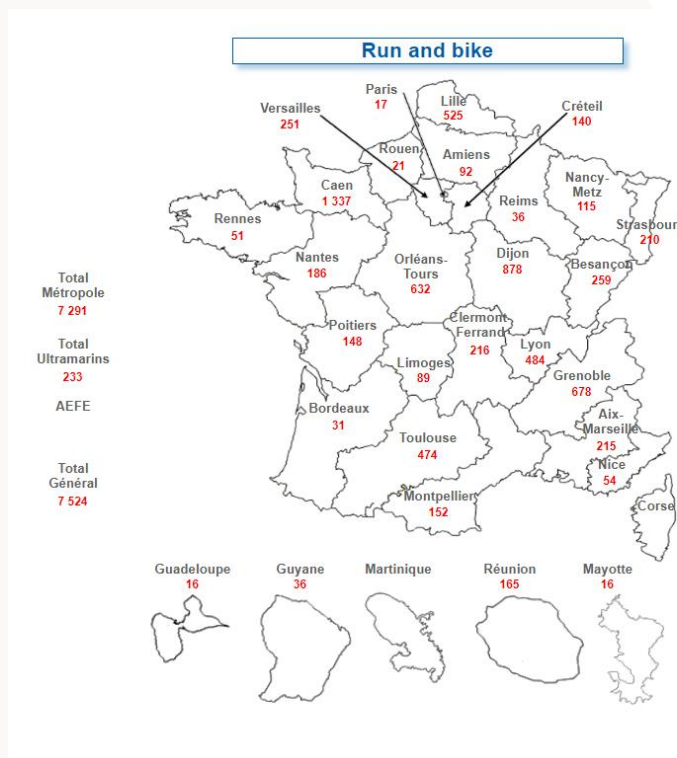 Run and bike
Paris
17
Versailles
251
Lille
525
Créteil
140
Rouen
21
Amiens
92
Caen
1 337
Reims
36
Nancy-
Metz
115
Strasbour
210
Rennes
51
Nantes
186
Orléans-
Tours
632
Dijon
878
Besançon
259
Total
Métropole
7 291
Poitiers
148
Clermont
Ferrand
216
Lyon
484
Total
Ultramarins
233
Limoges
89
Grenoble
678
AEFE
Bordeaux
31
Aix-
Marseille
215
Toulouse
474
Nice
54
Total
Général
7 524
Montpellier
152
Corse
Guadeloupe
16
Guyane
36
Martinique
Réunion
165
Mayotte
16